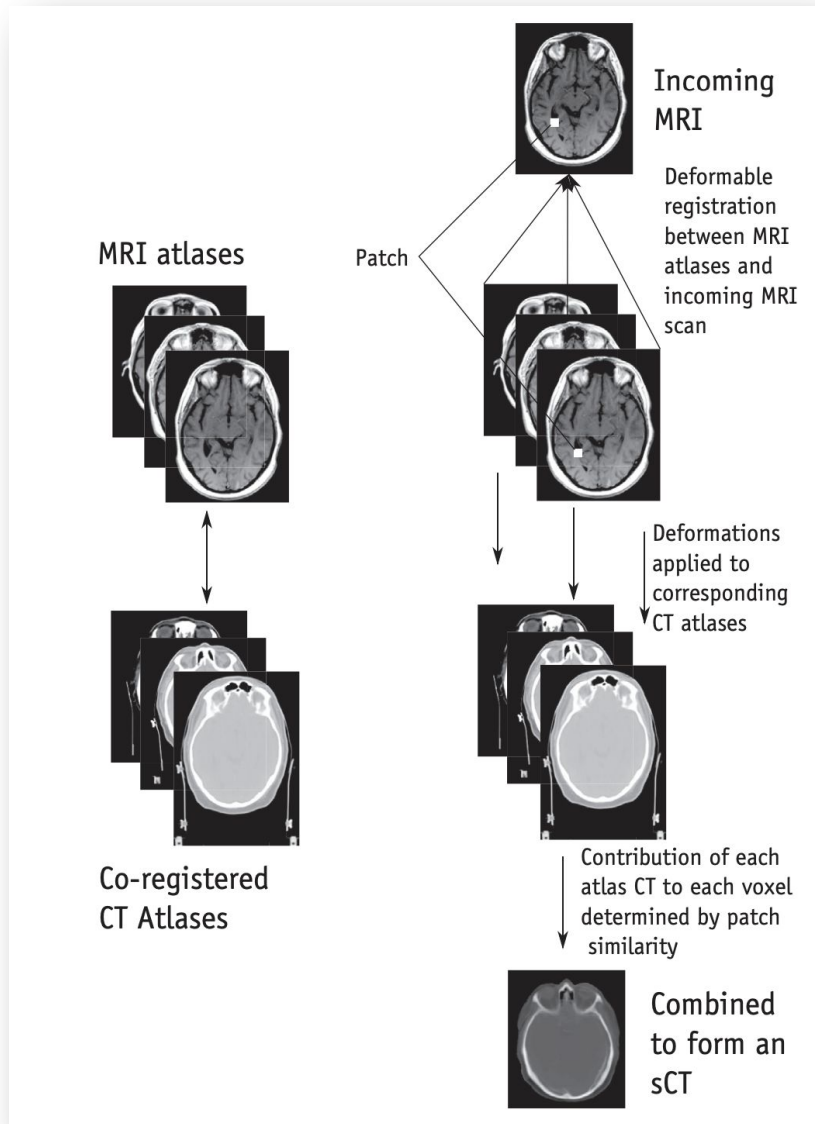 Incoming
MRI
Deformable
registration
between MRI
atlases and
incoming MRI
scan
Patch
MRI atlases
Deformations
applied to
corresponding
CT atlases
Co-registered
CT Atlases
Contribution of each
atlas CT to each voxel
determined by patch
similarity
Combined
to form an
sCT